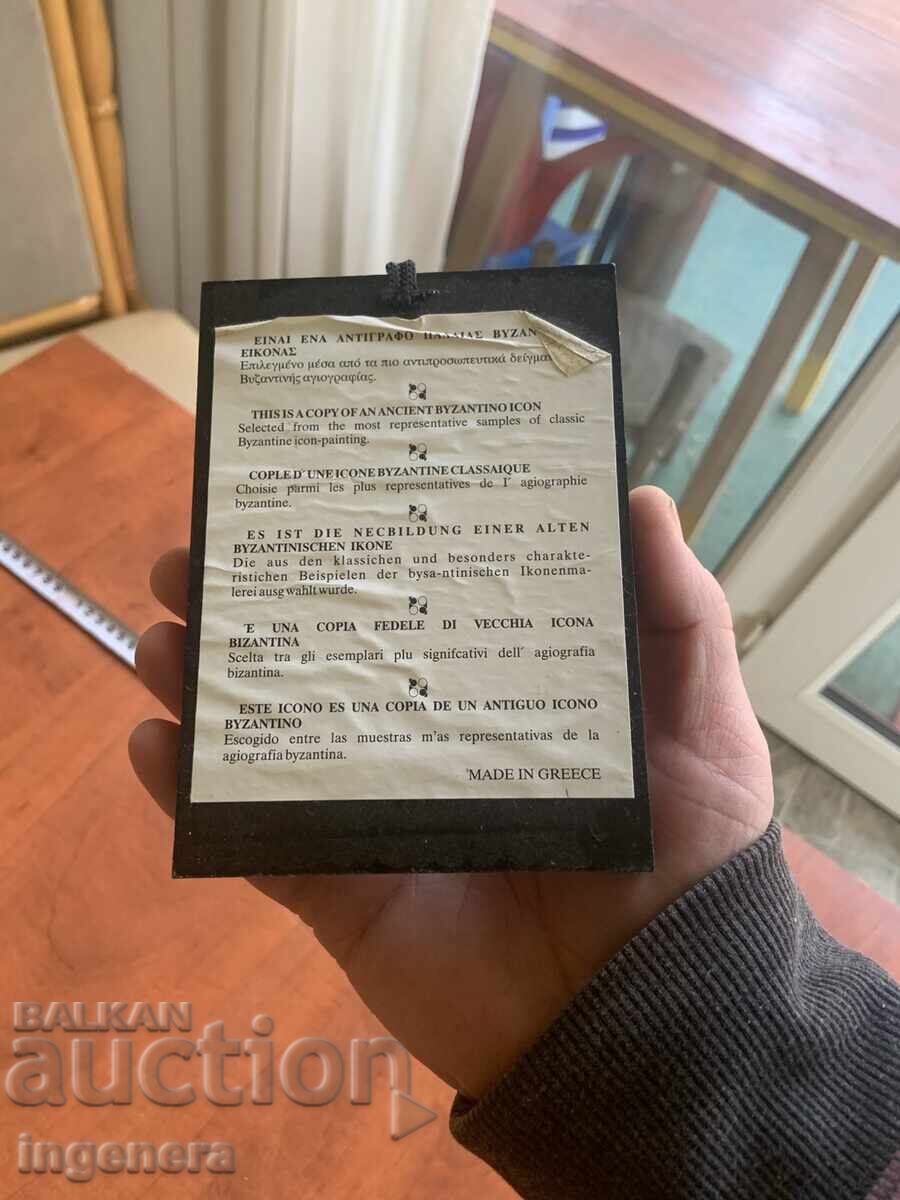 ΕΙΝΑΙ ΕΝΑ ΑΝΤΙΓΡΑΦΟ ΠΑΛΑΙΑΣ ΒΥΖΑΝ
ΕΙΚΟΝΑΣ
Επιλεγμένο μέσα από τα πιο αντιπροσωπευτικά δείγμα
Βυζαντινής αγιογραφίας.
THIS IS A COPY OF AN ANCIENT BYZANTINO ICON
Selected from the most representative samples of classic
Byzantine icon-painting.
COPLE D´UNE ICONE BYZANTINE CLASSAIQUE
Choisie parmi les plus representatives de I´ agiographie
byzantine.
ES IST DIE NECBILDUNG EINER ALTEN
BYZANTINISCHEN IKONE
Die aus den klassichen und besonders charakte-
ristichen Beispielen der bysa-ntinischen Ikonenma-
lerei ausg wahlt wurde.
´E UNA COPIA FEDELE DI VECCHIA ICONA
BIZANTINA
Scelta tra gli esemplari plu signifcativi dell´ agiografia
bizantina.
ESTE ICONO ES UNA COPIA DE UN ANTIGUO ICONO
BYZANTINO
Escogido entre las muestras m'as representativas de la
agiografia byzantina.
'MADE IN GREECE
BALKAN
auction
ingenera